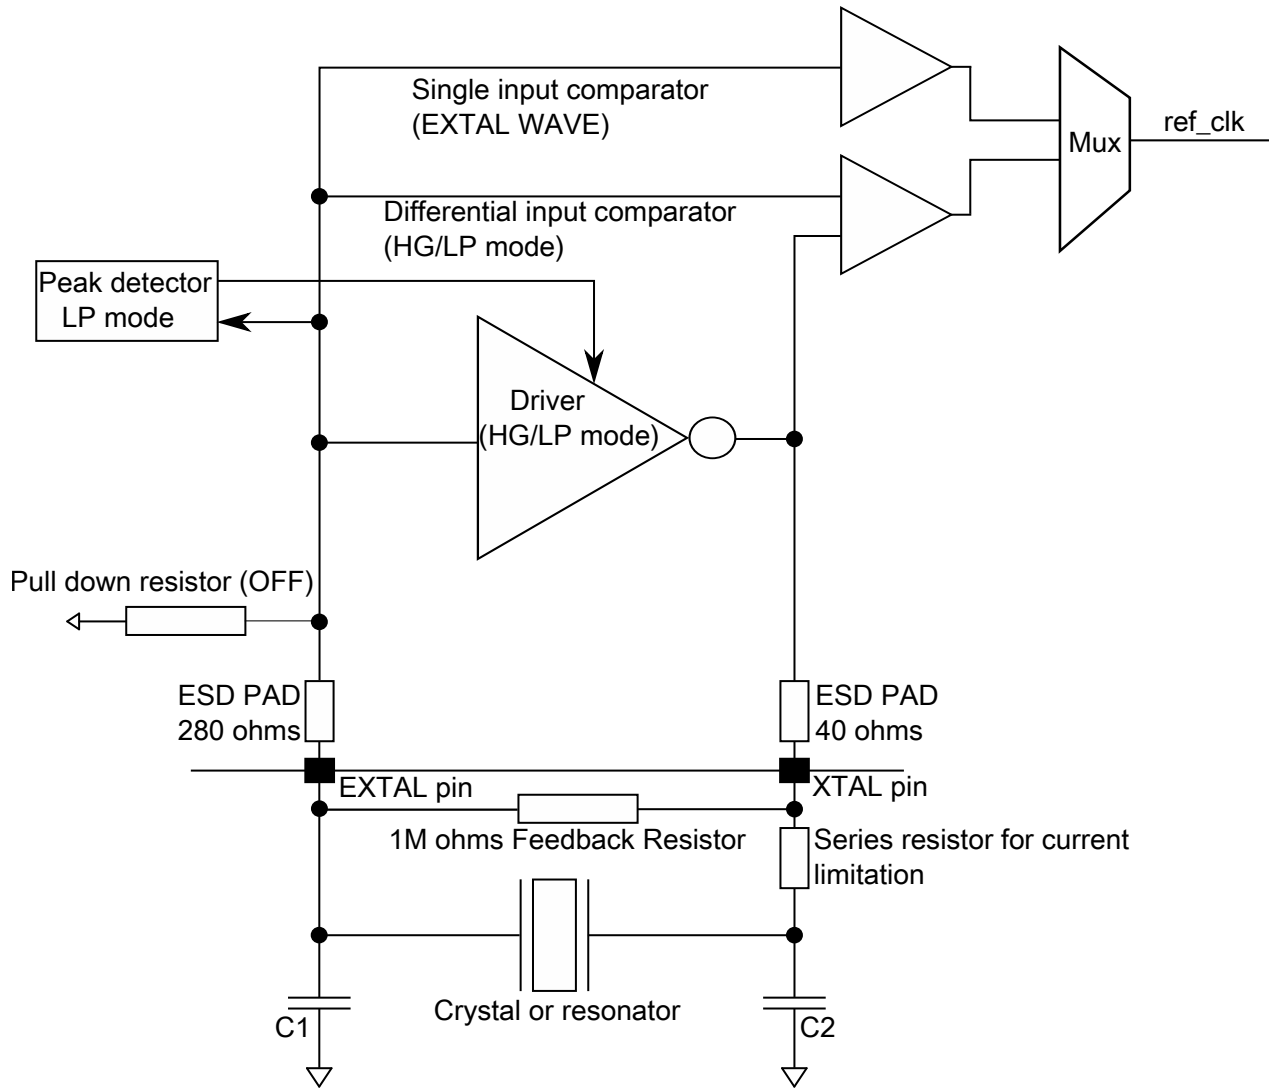 Single input comparator
(EXTAL WAVE)
Mux
ref_clk
Differential input comparator
(HG/LP mode)
Peak detector
LP mode
Driver
(HG/LP mode)
Pull down resistor (OFF)
ESD PAD
280 ohms
ESD PAD
40 ohms
EXTAL pin
XTAL pin
1M ohms Feedback Resistor
Series resistor for current
limitation
Crystal or resonator
C1
C2